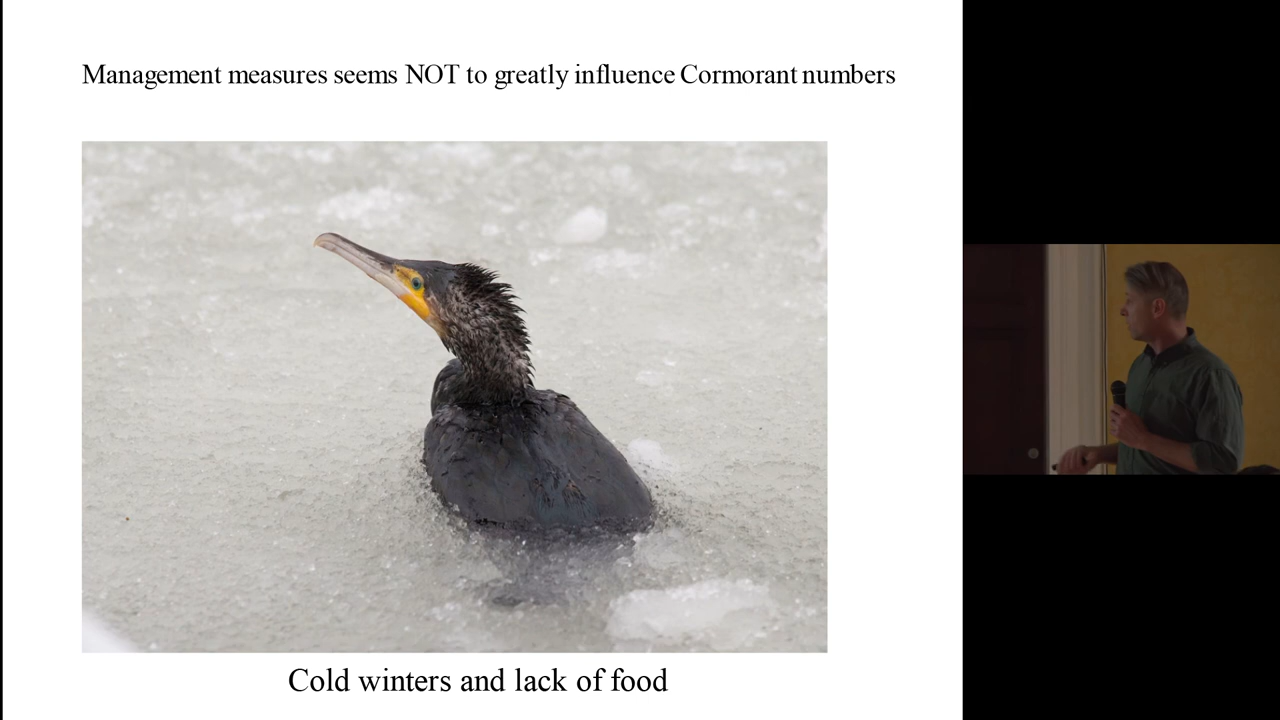 Management measures seems NOT to greatly influence Cormorant numbers
Cold winters and lack of food